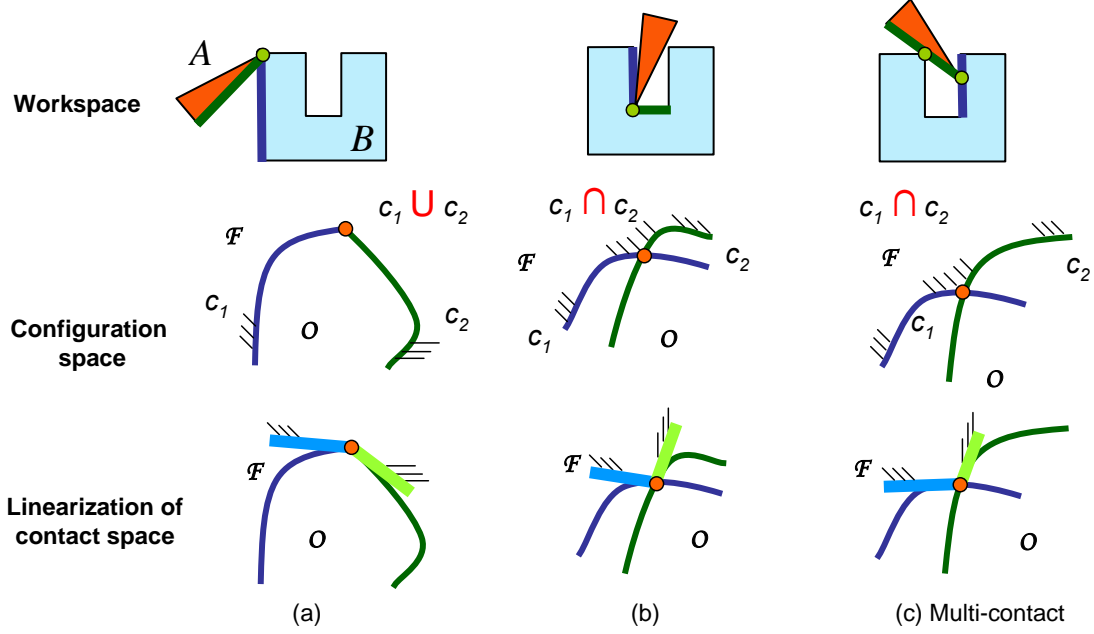 A
B
Workspace
c1 ∪ c2
c1 ∩ c2
c1 ∩ c2
ℱ
ℱ
ℱ
c1
c2
c1
c2
c1
c2
Configuration
space
O
O
O
ℱ
ℱ
ℱ
Linearization of
contact space
O
O
O
(a)
(b)
(c) Multi-contact